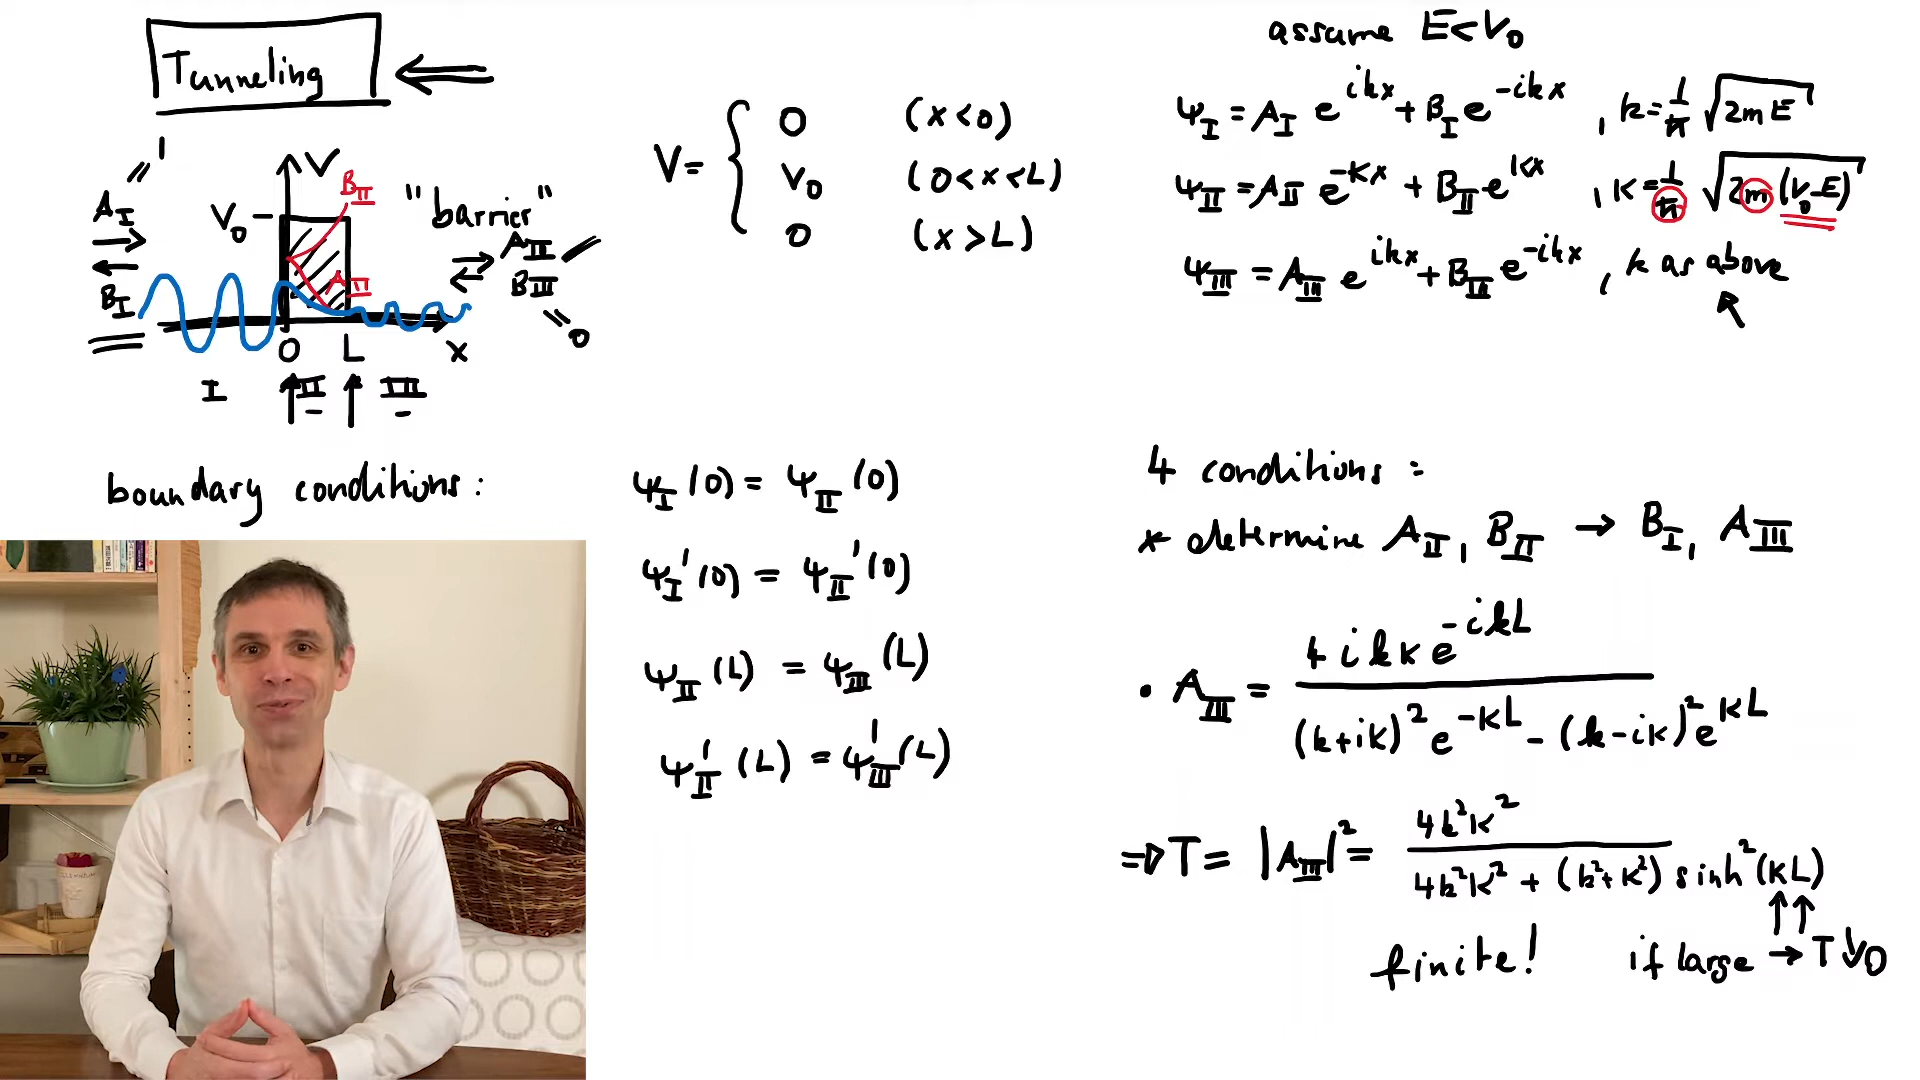 Tunneling
V
V₀
B_II
A_II
"barrier"
A_I
" 1
B_I
A_III
B_III
" 0
0 L x
I II III
V = { 0 (x<0)
V₀ (0<x<L)
0 (x>L)
assume E<V₀
ψ_I = A_I e^{ikx} + B_I e^{-ikx} , k = 1/ħ √(2mE)
ψ_II = A_II e^{-κx} + B_II e^{κx} , κ = 1/ħ √(2m(V₀-E))
ψ_III = A_III e^{ikx} + B_III e^{-ikx} , k as above
boundary conditions:
ψ_I(0) = ψ_II(0)
ψ_I'(0) = ψ_II'(0)
ψ_II(L) = ψ_III(L)
ψ_II'(L) = ψ_III'(L)
4 conditions:
* determine A_II, B_II → B_I, A_III
• A_III = 4ikκe^{-ikL} / ((k+iκ)²e^{-κL} - (k-iκ)²e^{κL})
⇒ T = |A_III|² = 4k²κ² / (4k²κ² + (k²+κ²) sinh²(κL))
finite! if large → T ↓ 0